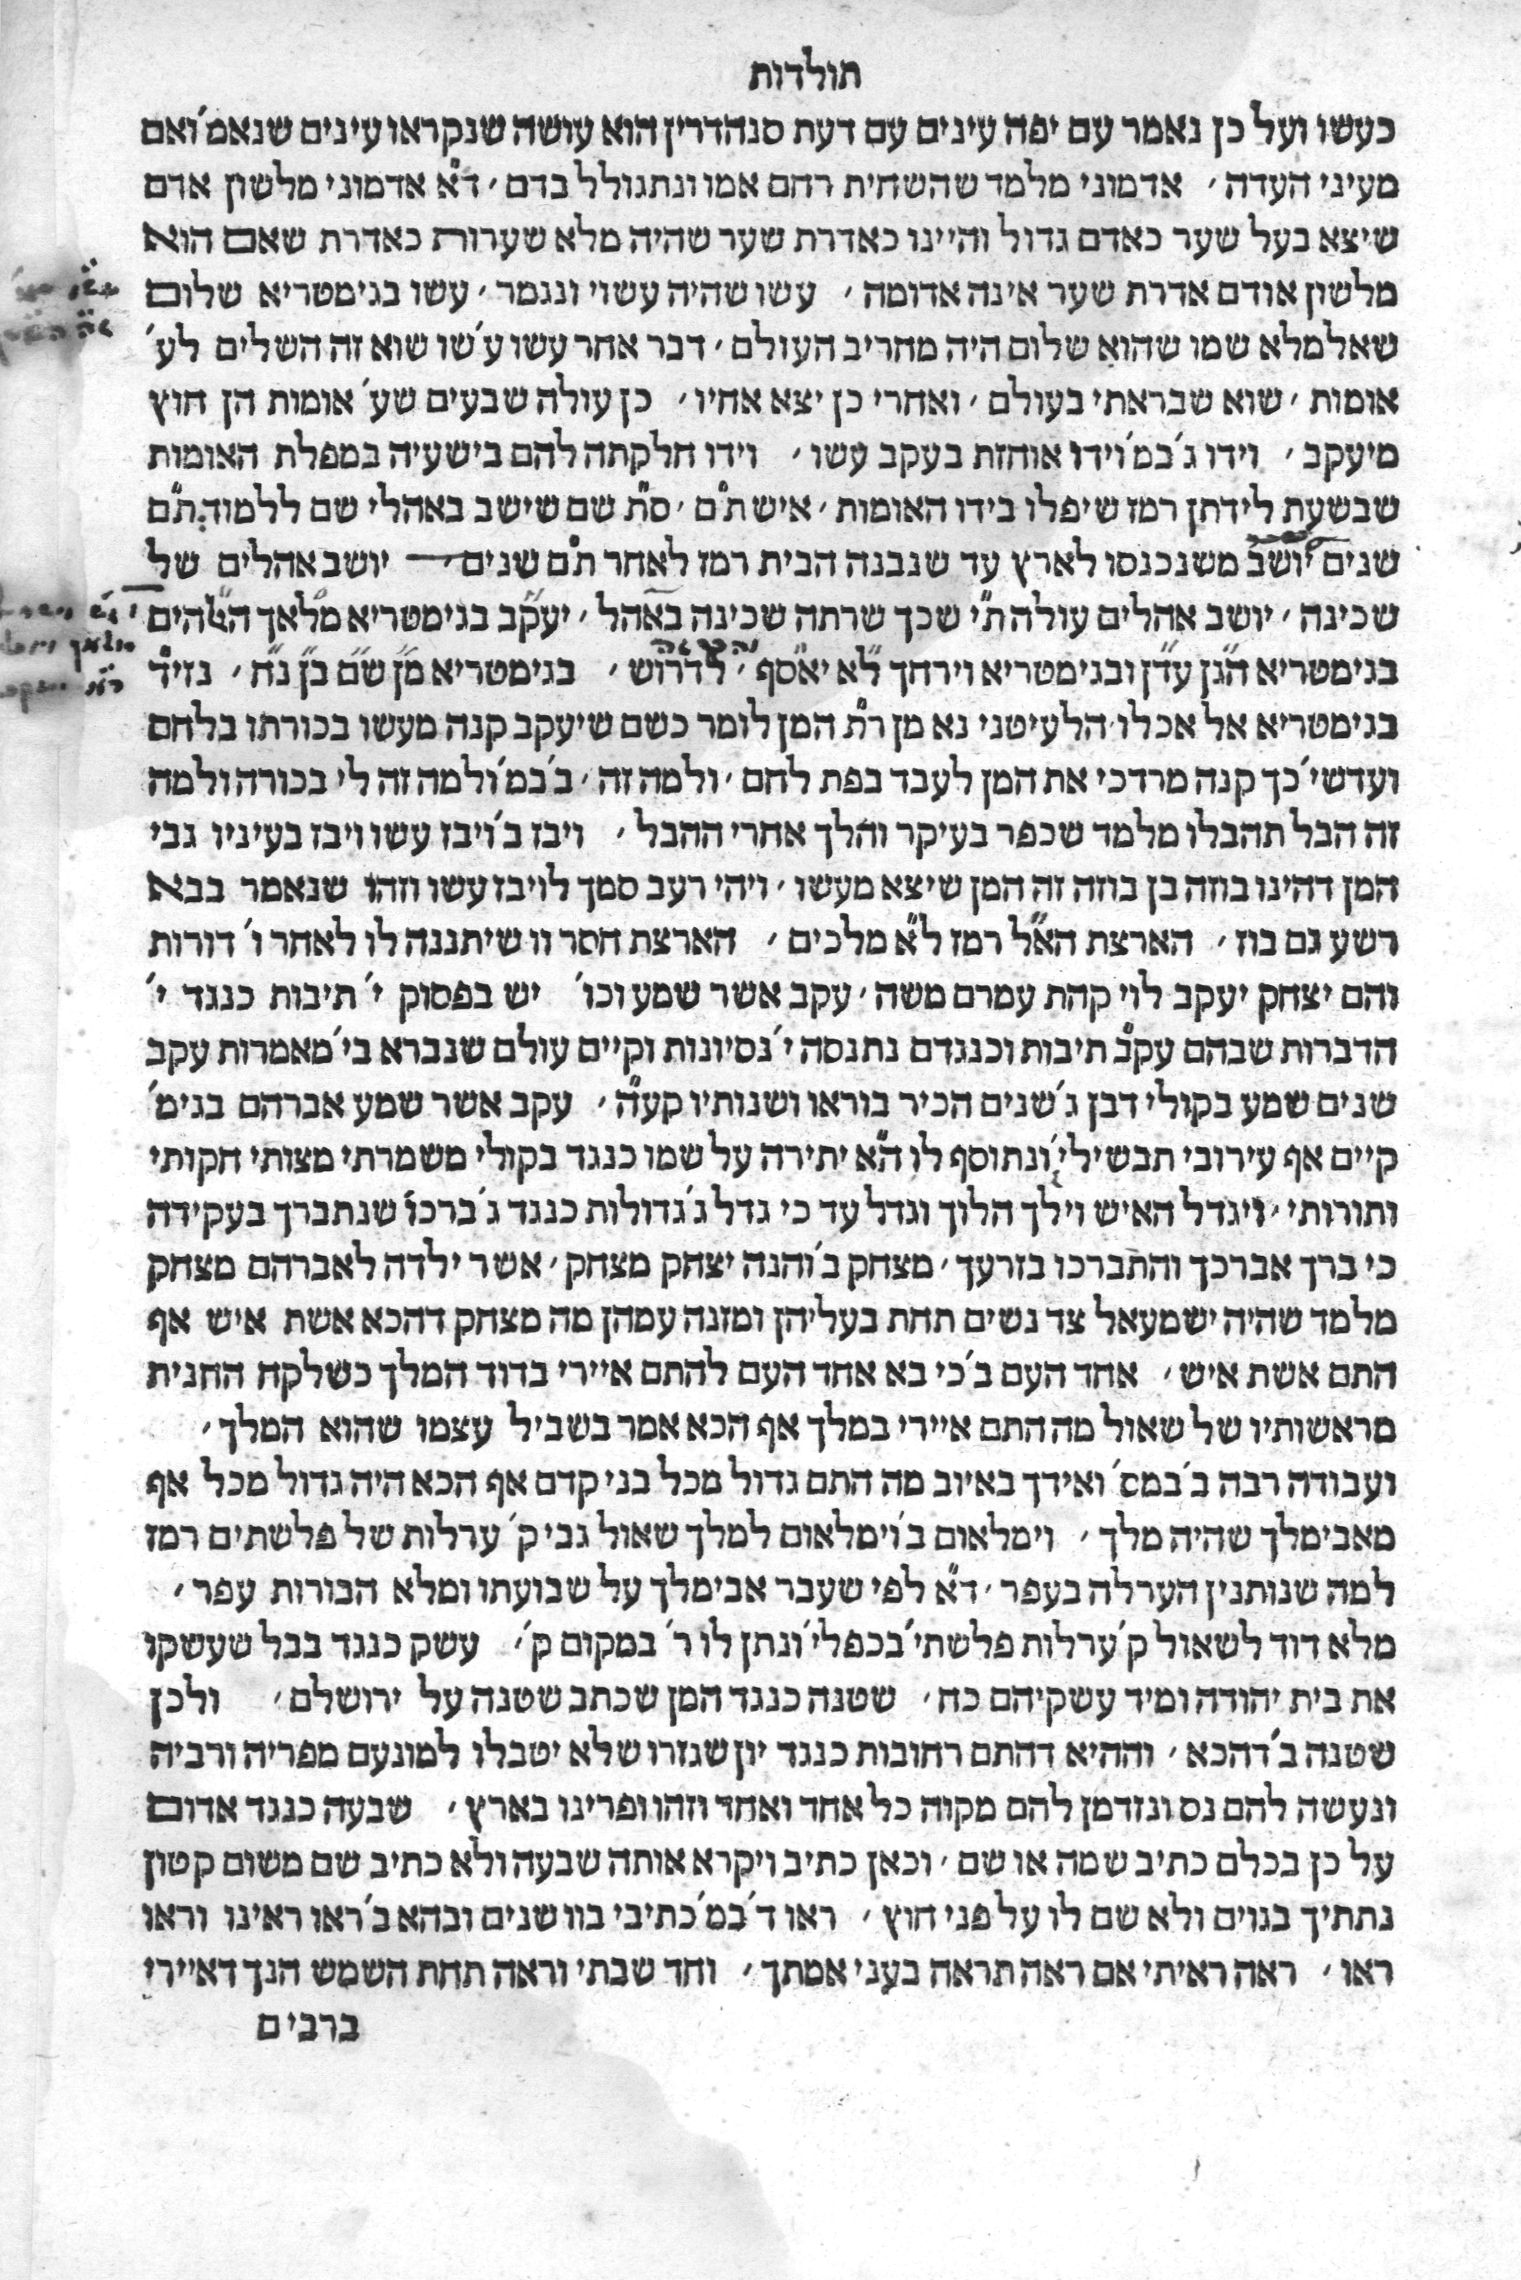 תולדות
כעשו ועל כן נאמר עם יפה עינים עם דעת סנהדרין הוא עושה שנקראו עינים שנאמ' ואם
מעיני העדה׳ אדמוני מלמד שהשחית רחם אמו ונתגולל בדם׳ ד״א אדמוני מלשון אדם
שיצא בעל שער כאדם גדול והיינו כאדרת שער שהיה מלא שערות כאדרת שאם הוא
מלשון אודם אדרת שער אינה אדומה׳ עשו שהיה עשוי ונגמר׳ עשו בגימטריא שלום
שאלמלא שמו שהוא שלום היה מחריב העולם׳ דבר אחר עשו ע׳שו שוא זה השלים לע׳
אומות׳ שוא שבראתי בעולם׳ ואחרי כן יצא אחיו׳ כן עולה שבעים שע׳ אומות הן חוץ
מיעקב׳ וידו ג׳ במ׳ וידו אוחזת בעקב עשו׳ וידו חלקתה להם בישעיה במפלת האומות
שבשעת לידתן רמז שיפלו בידו האומות׳ איש ת״ם׳ ס״ת שם שישב באהלי שם ללמוד׳ ת״ם
שנים יושב משנכנסו לארץ עד שנבנה הבית רמז לאחר ת״ם שנים יושב אהלים של
שכינה׳ יושב אהלים עולה ת״י שכך שרתה שכינה באהל׳ יעק״ב בגימטריא מלאך האלהים
בגימטריא ה״גן ע״דן ובגימטריא וירחך ל״א יא״סף׳ לדרוש׳ בגימטריא מ״ן ש״ם ב״ן נ״ח׳ נזי״ד
בגימטריא אל אכלו׳ הלעיטני נא מן ר״ת המן לומר כשם שיעקב קנה מעשו בכורתו בלחם
ועדשי׳ כך קנה מרדכי את המן לעבד בפת לחם׳ ולמה זה׳ ב׳ במ׳ ולמה זה לי בכורה ולמה
זה הבל תהבלו מלמד שכפר בעיקר והלך אחרי ההבל׳ ויבז ב׳ ויבז עשו ויבז בעיניו גבי
המן דהינו בוזה בן בוזה זה המן שיצא מעשו׳ ויהי רעב סמך לויבז עשו וזהו שנאמר בבא
רשע גם בוז׳ הארצת הא״ל רמז ל״א מלכים׳ הארצת חסר וו שיתננה לו לאחר ו׳ דורות
והם יצחק יעקב לוי קהת עמרם משה׳ עקב אשר שמע וכו׳ יש בפסוק י׳ תיבות כנגד י׳
הדברות שבהם עק״ב תיבות וכנגדם נתנסה י׳ נסיונות וקיים עולם שנברא בי׳ מאמרות עקב
שנים שמע בקולי דבן ג׳ שנים הכיר בוראו ושנותיו קע״ה׳ עקב אשר שמע אברהם בגימ׳
קיים אף עירובי תבשילי׳ ונתוסף לו ה״א יתירה על שמו כנגד בקולי משמרתי מצותי חקותי
ותורותי׳ ויגדל האיש וילך הלוך וגדל עד כי גדל ג׳ גדולות כנגד ג׳ ברכו׳ שנתברך בעקידה
כי ברך אברכך והתברכו בזרעך׳ מצחק ב׳ והנה יצחק מצחק׳ אשר ילדה לאברהם מצחק
מלמד שהיה ישמעאל צד נשים תחת בעליהן ומזנה עמהן מה מצחק דהכא אשת איש אף
התם אשת איש׳ אחד העם ב׳ כי בא אחד העם להתם איירי בדוד המלך כשלקח החנית
מראשותיו של שאול מה התם איירי במלך אף הכא אמר בשביל עצמו שהוא המלך׳
ועבודה רבה ב׳ במס׳ ואידך באיוב מה התם גדול מכל בני קדם אף הכא היה גדול מכל אף
מאבימלך שהיה מלך׳ וימלאום ב׳ וימלאום למלך שאול גבי ק׳ ערלות של פלשתים רמז
למה שנותנין הערלה בעפר׳ ד״א לפי שעבר אבימלך על שבועתו ומלא הבורות עפר׳
מלא דוד לשאול ק׳ ערלות פלשתי׳ בכפלי׳ ונתן לו ר׳ במקום ק׳׳ עשק כנגד בבל שעשקו
את בית יהודה ומיד עשקיהם כח׳ שטנה כנגד המן שכתב שטנה על ירושלם׳ ולכן
שטנה ב׳ דהכא׳ וההיא דהתם רחובות כנגד יון שגזרו שלא יטבלו למונעם מפריה ורביה
ונעשה להם נס ונזדמן להם מקוה כל אחד ואחד וזהו ופרינו בארץ׳ שבעה כנגד אדום
על כן בכלם כתיב שמה או שם׳ וכאן כתיב ויקרא אותה שבעה ולא כתיב שם משום קטון
נתתיך בגוים ולא שם לו על פני חוץ׳ ראו ד׳ במ׳ כתיבי בוו שנים ובהא ב׳ ראו ראינו וראו
ראו׳ ראה ראיתי אם ראה תראה בעני אמתך׳ וחד שבתי וראה תחת השמש הנך דאיירי
ברבים